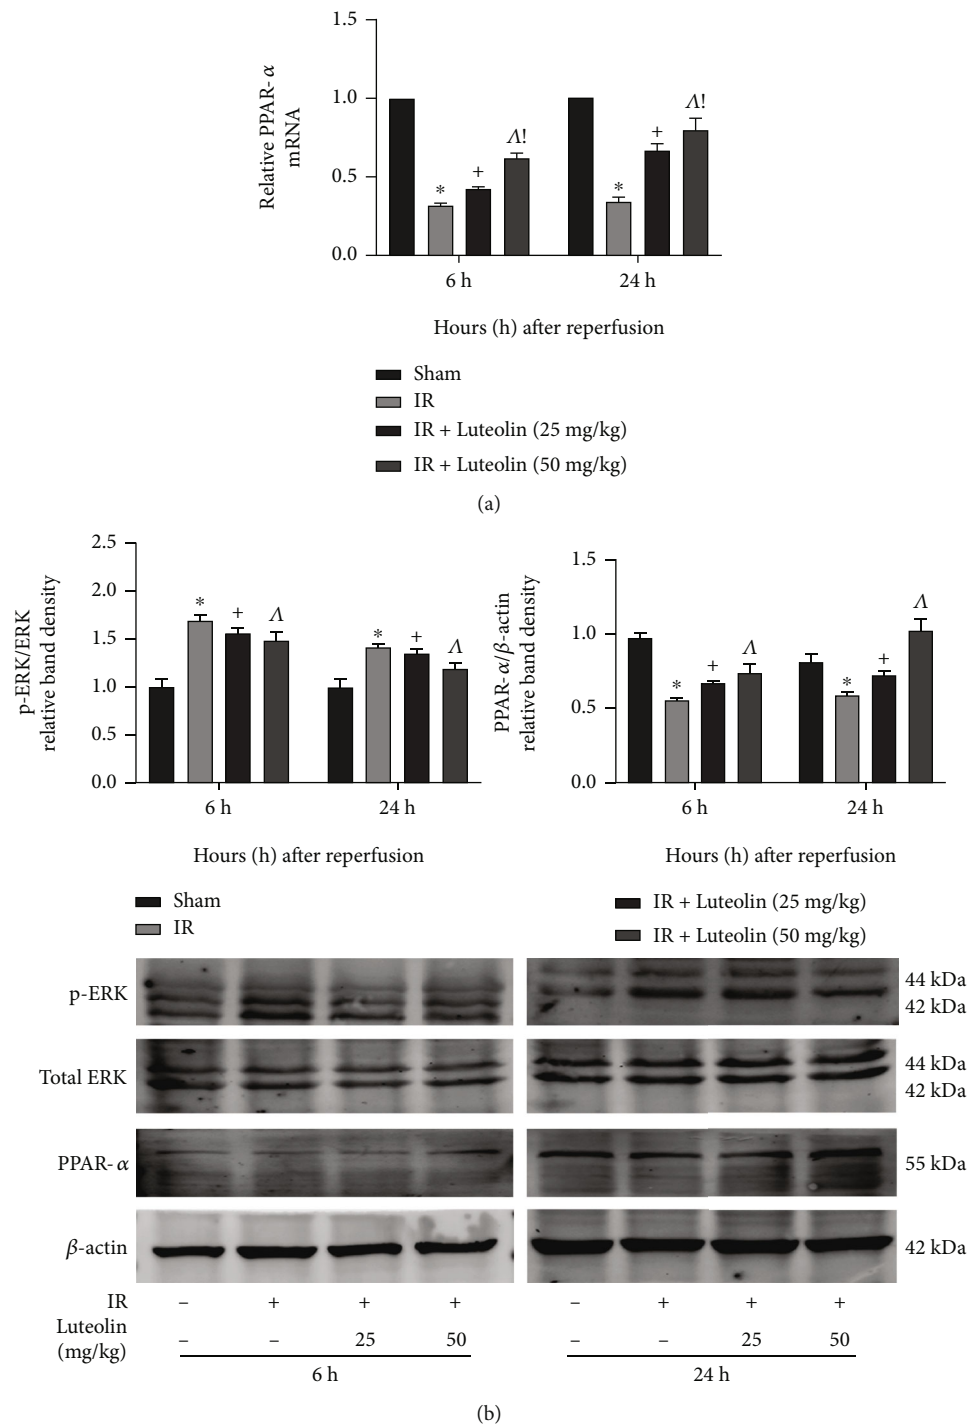 1.5
1.0
0.5
0.0
Relative PPAR-α
mRNA
*
+
Λ!
*
+
Λ!
6 h
24 h
Hours (h) after reperfusion
Sham
IR
IR + Luteolin (25 mg/kg)
IR + Luteolin (50 mg/kg)
(a)
2.5
2.0
1.5
1.0
0.5
0.0
p-ERK/ERK
relative band density
*
+
Λ
*
+
Λ
6 h
24 h
Hours (h) after reperfusion
Sham
IR
1.5
1.0
0.5
0.0
PPAR-α/β-actin
relative band density
*
+
Λ
*
+
Λ
6 h
24 h
Hours (h) after reperfusion
IR + Luteolin (25 mg/kg)
IR + Luteolin (50 mg/kg)
p-ERK
44 kDa
42 kDa
Total ERK
44 kDa
42 kDa
PPAR-α
55 kDa
β-actin
42 kDa
IR – + + + – + + +
Luteolin
(mg/kg) – – 25 50 – – 25 50
6 h 24 h
(b)